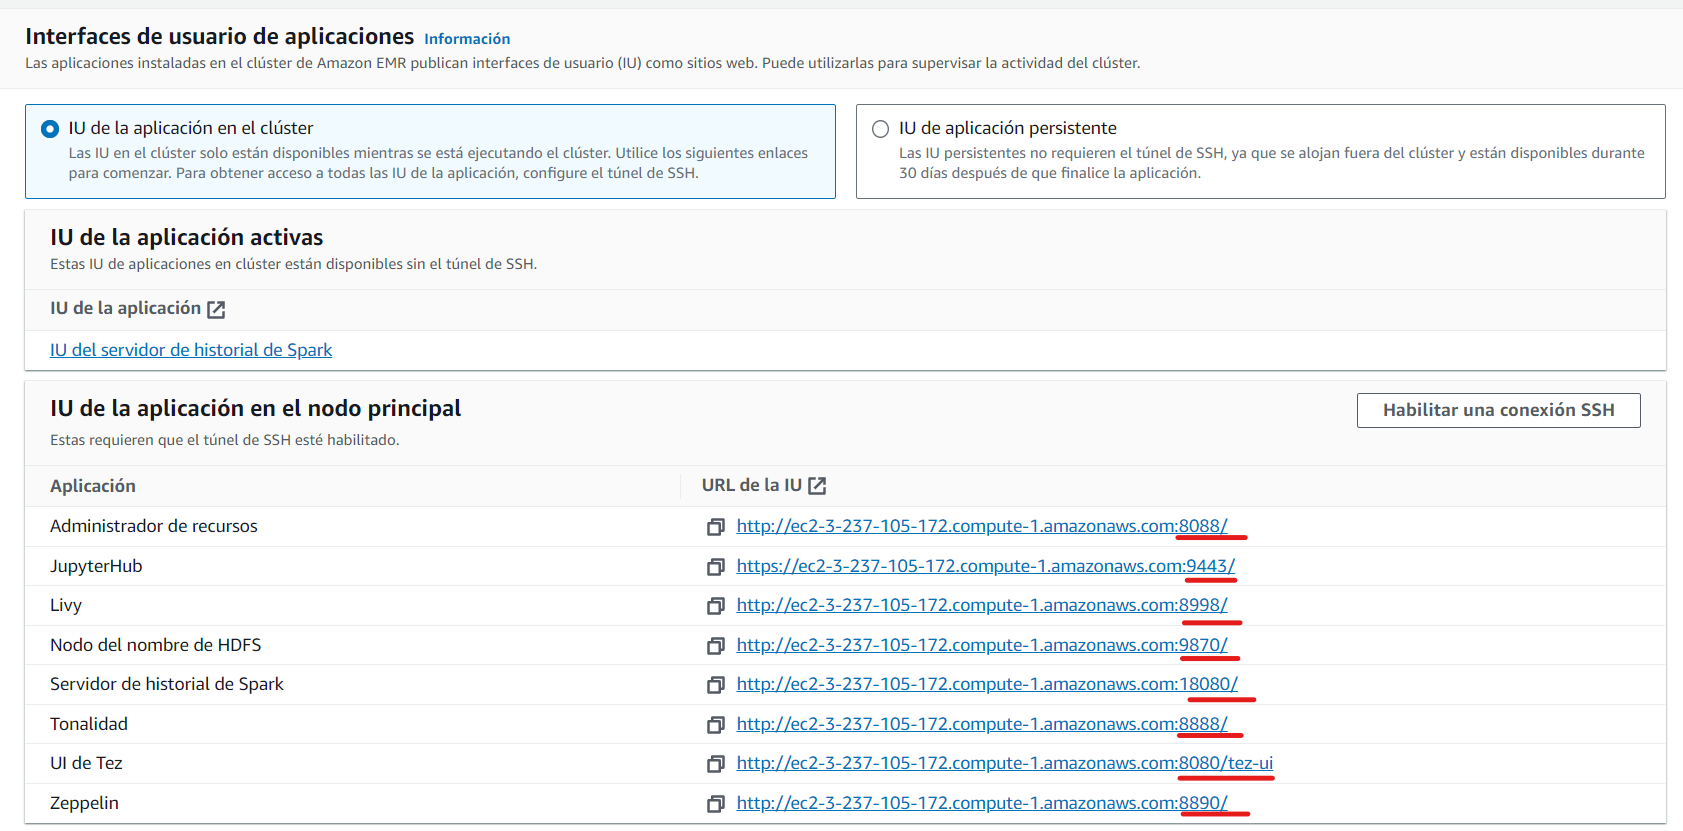 Interfaces de usuario de aplicaciones Información
Las aplicaciones instaladas en el clúster de Amazon EMR publican interfaces de usuario (IU) como sitios web. Puede utilizarlas para supervisar la actividad del clúster.
IU de la aplicación en el clúster
Las IU en el clúster solo están disponibles mientras se está ejecutando el clúster. Utilice los siguientes enlaces
para comenzar. Para obtener acceso a todas las IU de la aplicación, configure el túnel de SSH.
IU de aplicación persistente
Las IU persistentes no requieren el túnel de SSH, ya que se alojan fuera del clúster y están disponibles durante
30 días después de que finalice la aplicación.
IU de la aplicación activas
Estas IU de aplicaciones en clúster están disponibles sin el túnel de SSH.
IU de la aplicación
IU del servidor de historial de Spark
IU de la aplicación en el nodo principal
Habilitar una conexión SSH
Estas requieren que el túnel de SSH esté habilitado.
Aplicación URL de la IU
Administrador de recursos http://ec2-3-237-105-172.compute-1.amazonaws.com:8088/
JupyterHub https://ec2-3-237-105-172.compute-1.amazonaws.com:9443/
Livy http://ec2-3-237-105-172.compute-1.amazonaws.com:8998/
Nodo del nombre de HDFS http://ec2-3-237-105-172.compute-1.amazonaws.com:9870/
Servidor de historial de Spark http://ec2-3-237-105-172.compute-1.amazonaws.com:18080/
Tonalidad http://ec2-3-237-105-172.compute-1.amazonaws.com:8888/
UI de Tez http://ec2-3-237-105-172.compute-1.amazonaws.com:8080/tez-ui
Zeppelin http://ec2-3-237-105-172.compute-1.amazonaws.com:8890/